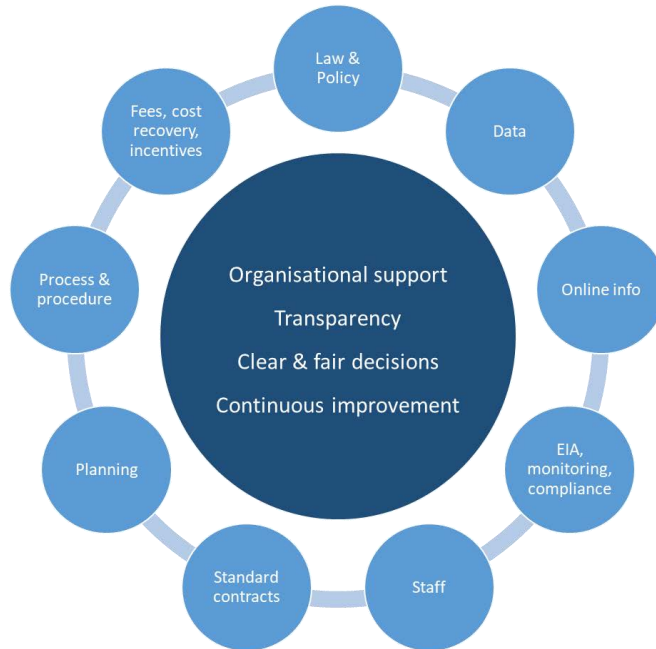 Law &
Policy
Data
Online info
EIA,
monitoring,
compliance
Staff
Standard
contracts
Planning
Process &
procedure
Fees, cost
recovery,
incentives
Organisational support
Transparency
Clear & fair decisions
Continuous improvement